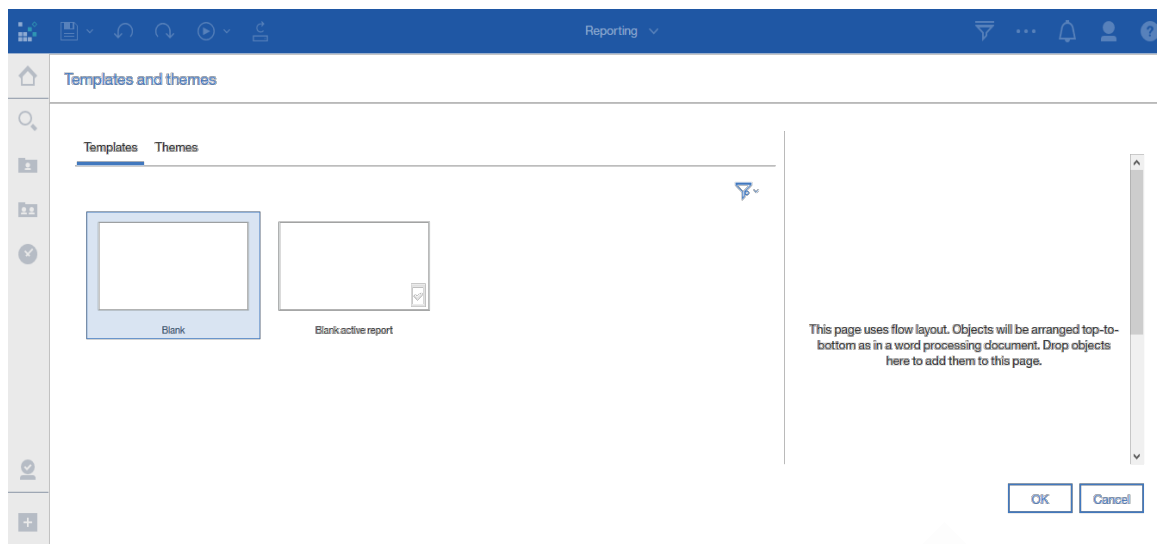 Reporting
?
Templates and themes
Templates Themes
Blank
Blank active report
This page uses flow layout. Objects will be arranged top-to-
bottom as in a word processing document. Drop objects
here to add them to this page.
OK Cancel